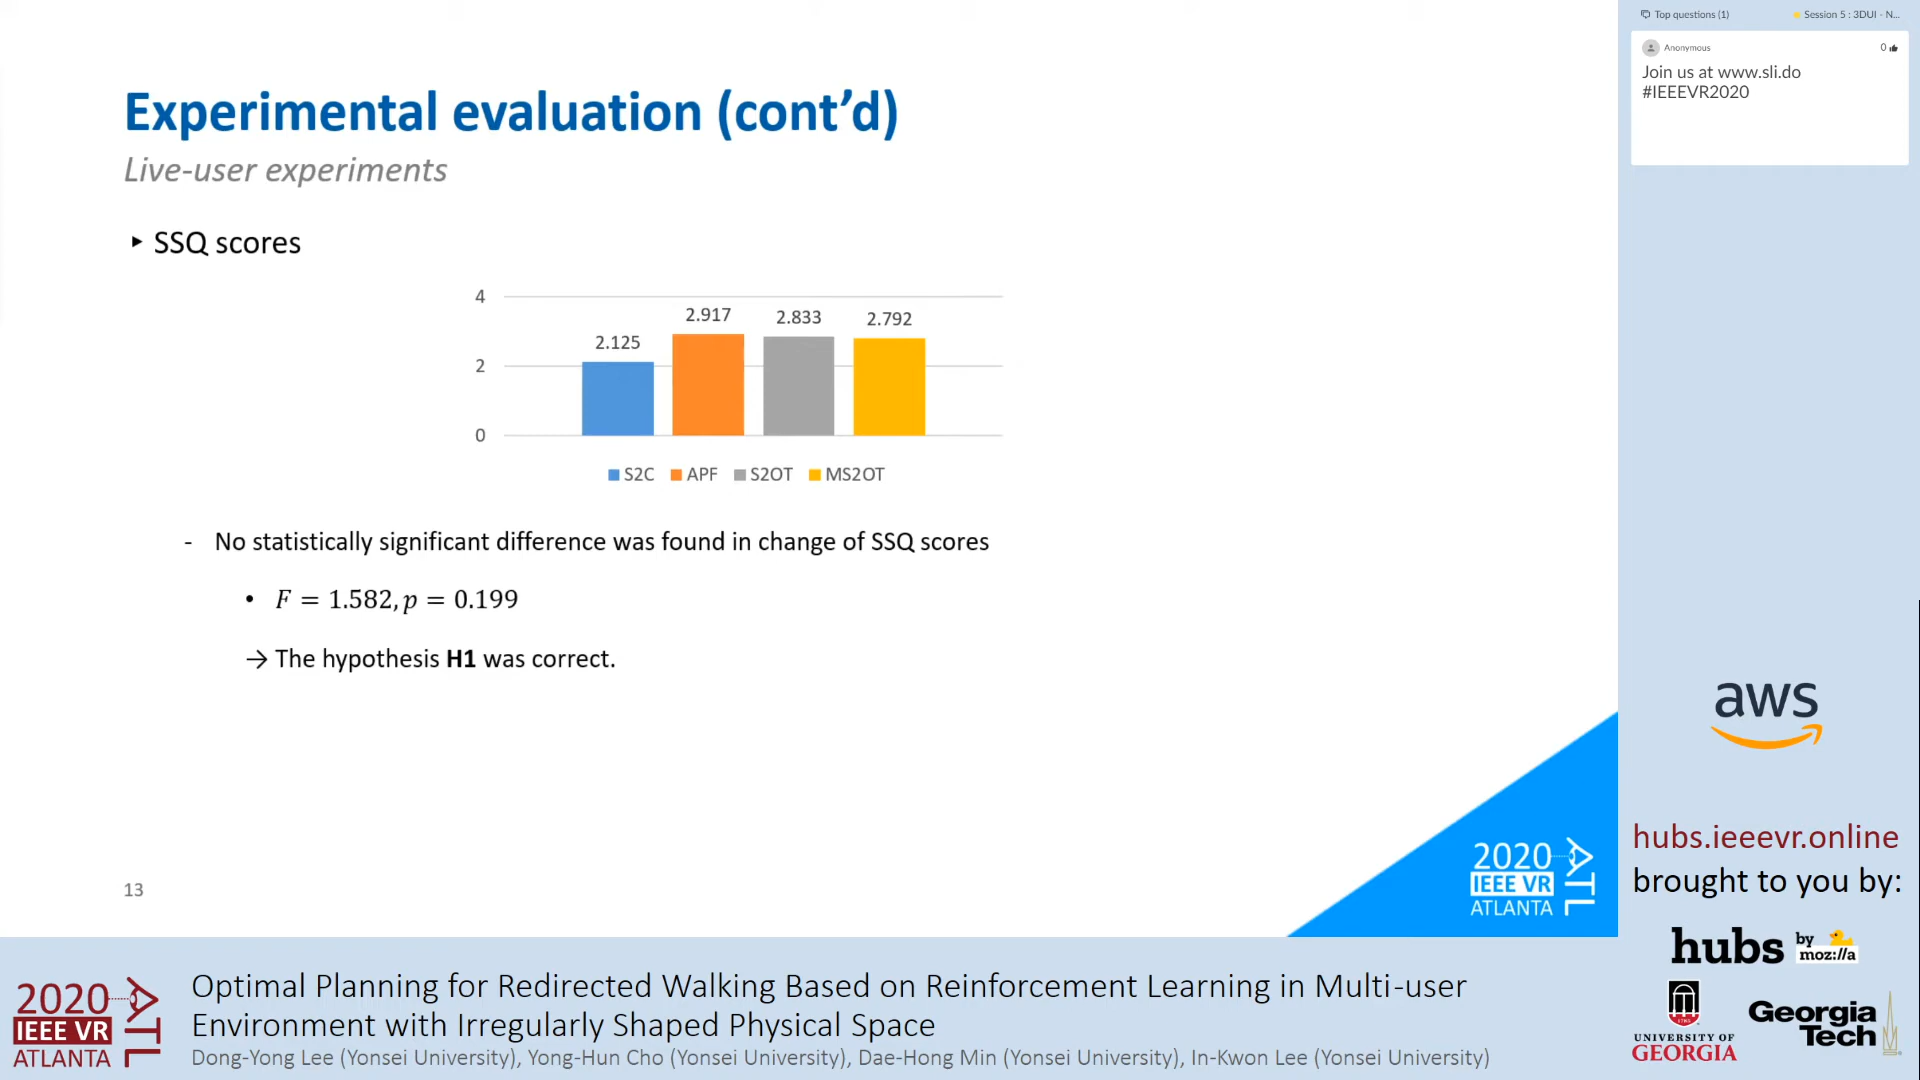 Experimental evaluation (cont’d)
Live-user experiments
‣ SSQ scores
4
2
0
2.125
2.917
2.833
2.792
S2C APF S2OT MS2OT
- No statistically significant difference was found in change of SSQ scores
• F = 1.582, p = 0.199
→ The hypothesis H1 was correct.
13
2020
IEEE VR
ATLANTA
ATL
Top questions (1) Session 5 : 3DUI - N...
Anonymous 0
Join us at www.sli.do
#IEEEVR2020
aws
hubs.ieeevr.online
brought to you by:
hubs by
moz://a
UNIVERSITY OF
GEORGIA
Georgia
Tech
2020
IEEE VR
ATLANTA
ATL
Optimal Planning for Redirected Walking Based on Reinforcement Learning in Multi-user
Environment with Irregularly Shaped Physical Space
Dong-Yong Lee (Yonsei University), Yong-Hun Cho (Yonsei University), Dae-Hong Min (Yonsei University), In-Kwon Lee (Yonsei University)